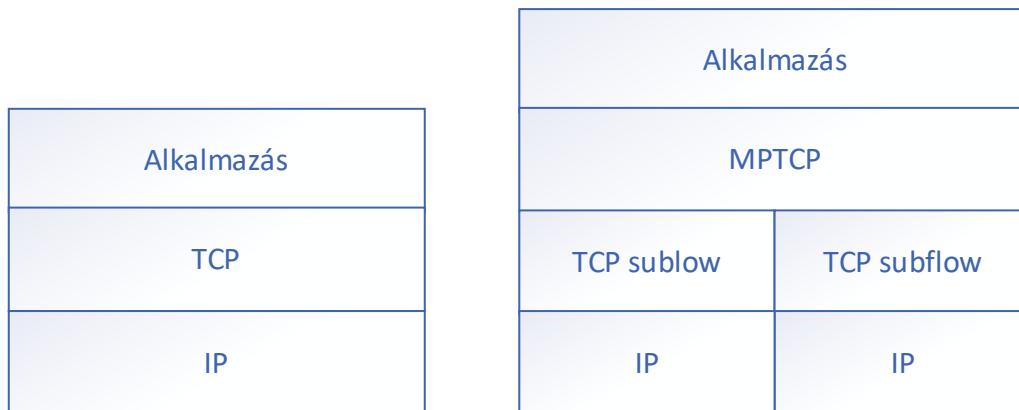 Alkalmazás
TCP
IP
Alkalmazás
MPTCP
TCP sublow
TCP subflow
IP
IP